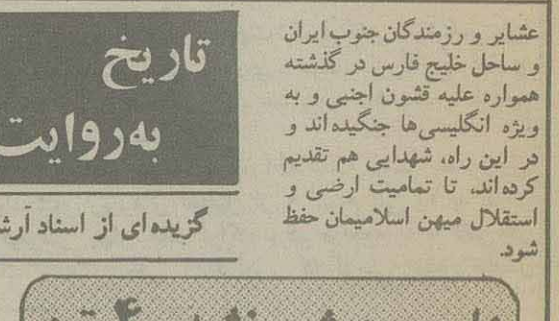 عشایر و رزمندگان جنوب ایران
و ساحل خلیج فارس در گذشته
همواره علیه قشون اجنبی و به
ویژه انگلیسی‌ها جنگیده‌اند و
در این راه، شهدایی هم تقدیم
کرده‌اند، تا تمامیت ارضی و
استقلال میهن اسلامیمان حفظ
شود.
تاریخ
به‌روایت
گزیده‌ای از اسناد